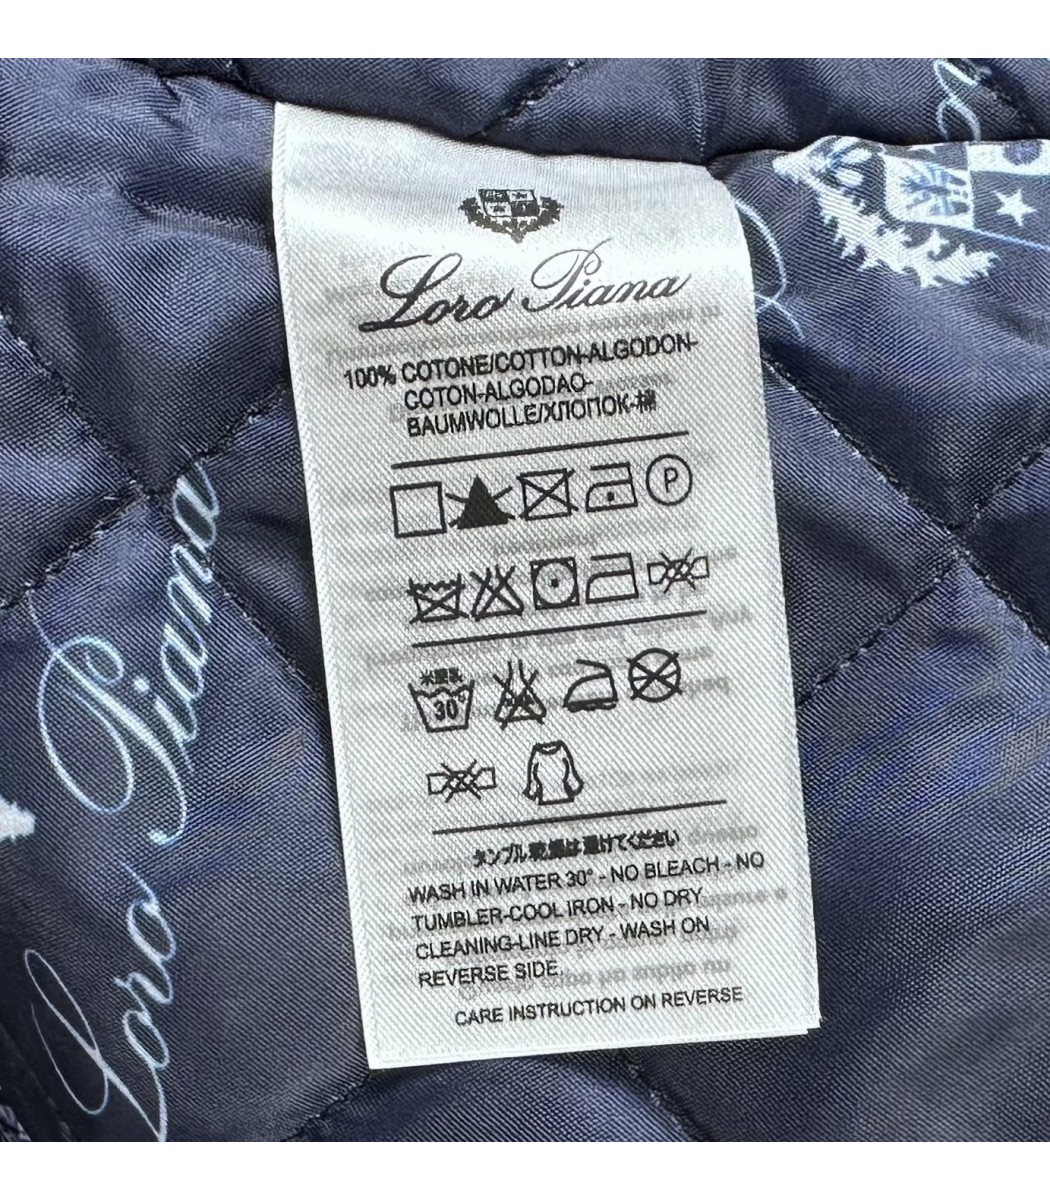 Loro Piana
100% COTONE/COTTON-ALGODON-
COTON-ALGODAO-
BAUMWOLLE/ХЛОПОК-棉
P
30°
タンブル乾燥は避けてください
WASH IN WATER 30° - NO BLEACH - NO
TUMBLER-COOL IRON - NO DRY
CLEANING-LINE DRY - WASH ON
REVERSE SIDE.
CARE INSTRUCTION ON REVERSE
Loro Piana